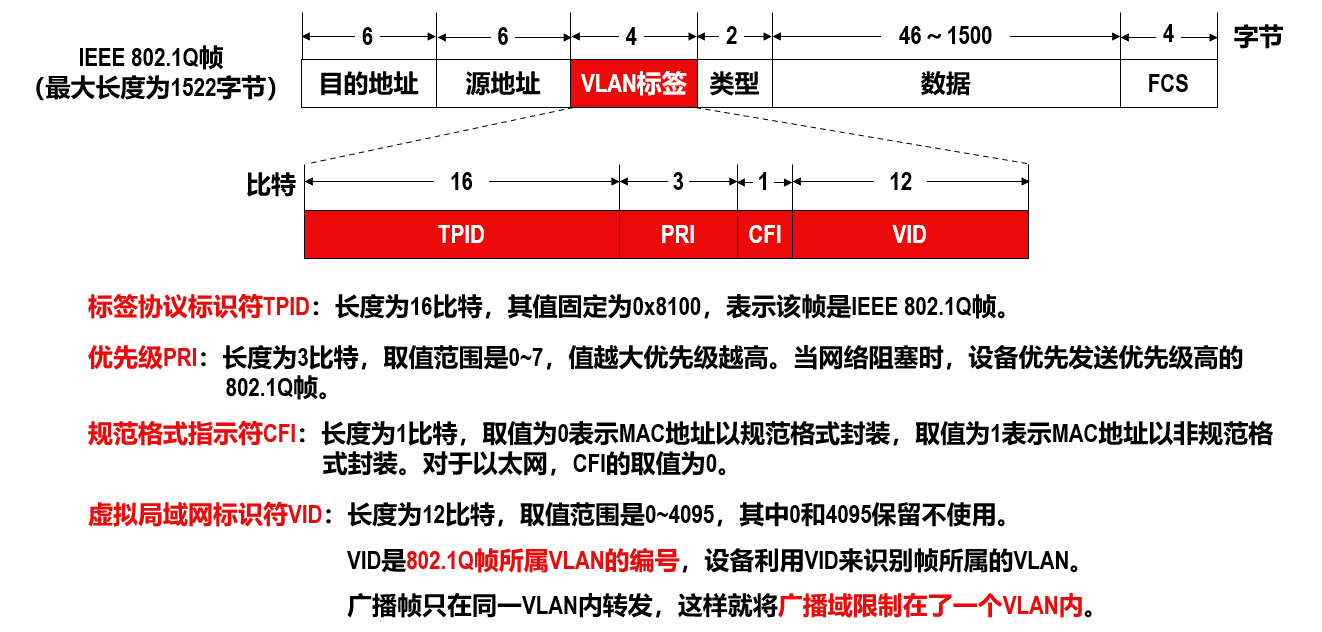 6 6 4 2 46～1500 4 字节
IEEE 802.1Q帧
（最大长度为1522字节）
目的地址 源地址 VLAN标签 类型 数据 FCS
比特 16 3 1 12
TPID PRI CFI VID
标签协议标识符TPID：长度为16比特，其值固定为0x8100，表示该帧是IEEE 802.1Q帧。
优先级PRI：长度为3比特，取值范围是0~7，值越大优先级越高。当网络阻塞时，设备优先发送优先级高的
802.1Q帧。
规范格式指示符CFI：长度为1比特，取值为0表示MAC地址以规范格式封装，取值为1表示MAC地址以非规范格
式封装。对于以太网，CFI的取值为0。
虚拟局域网标识符VID：长度为12比特，取值范围是0~4095，其中0和4095保留不使用。
VID是802.1Q帧所属VLAN的编号，设备利用VID来识别帧所属的VLAN。
广播帧只在同一VLAN内转发，这样就将广播域限制在了一个VLAN内。